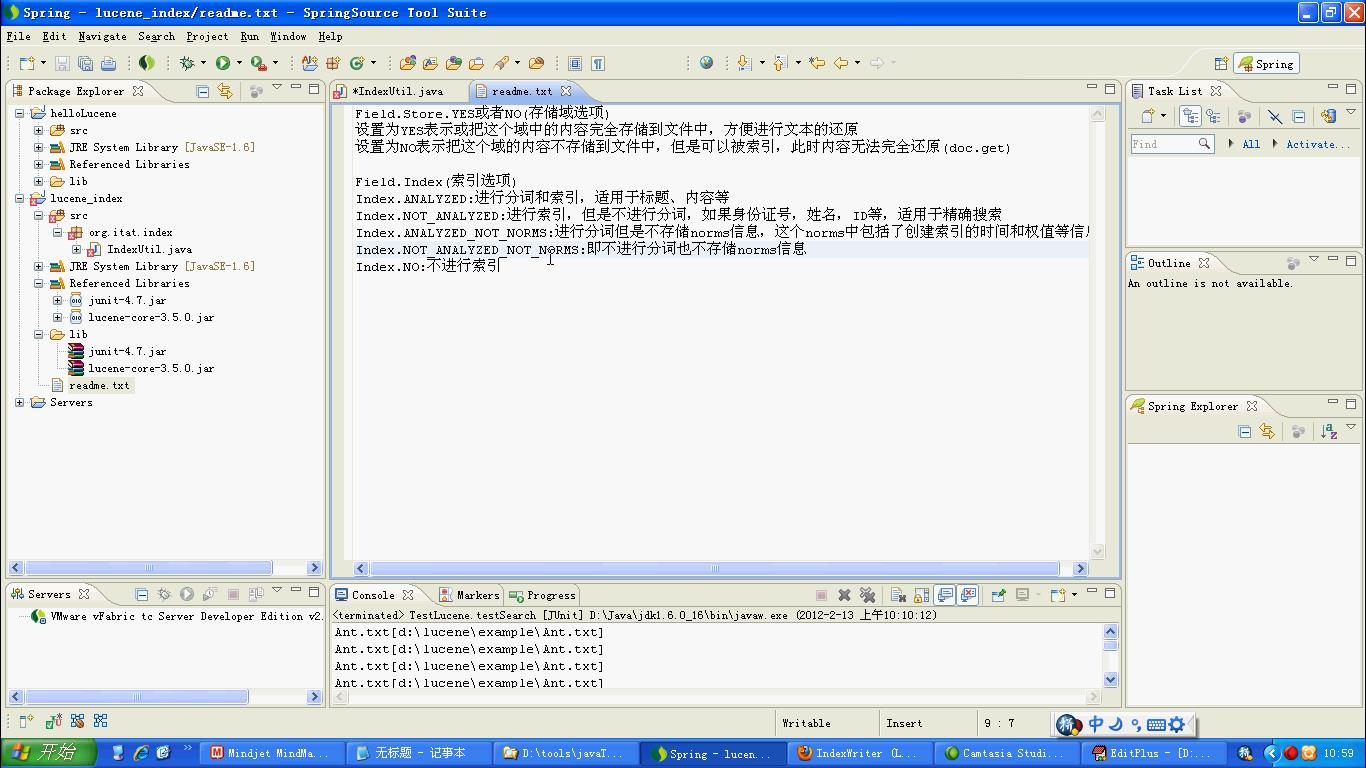 Spring - lucene_index/readme.txt - SpringSource Tool Suite
File Edit Navigate Search Project Run Window Help
Spring
Package Explorer
helloLucene
src
JRE System Library [JavaSE-1.6]
Referenced Libraries
lib
lucene_index
src
org.itat.index
IndexUtil.java
JRE System Library [JavaSE-1.6]
Referenced Libraries
junit-4.7.jar
lucene-core-3.5.0.jar
lib
junit-4.7.jar
lucene-core-3.5.0.jar
readme.txt
Servers
*IndexUtil.java
readme.txt
Field.Store.YES或者NO(存储域选项)
设置为YES表示或把这个域中的内容完全存储到文件中，方便进行文本的还原
设置为NO表示把这个域的内容不存储到文件中，但是可以被索引，此时内容无法完全还原(doc.get)
Field.Index(索引选项)
Index.ANALYZED:进行分词和索引，适用于标题、内容等
Index.NOT_ANALYZED:进行索引，但是不进行分词，如果身份证号，姓名，ID等，适用于精确搜索
Index.ANALYZED_NOT_NORMS:进行分词但是不存储norms信息，这个norms中包括了创建索引的时间和权值等信
Index.NOT_ANALYZED_NOT_NORMS:即不进行分词也不存储norms信息
Index.NO:不进行索引
Task List
Find
All
Activate...
Outline
An outline is not available.
Spring Explorer
Servers
VMware vFabric tc Server Developer Edition v2.
Console
Markers
Progress
<terminated> TestLucene.testSearch [JUnit] D:\Java\jdk1.6.0_16\bin\javaw.exe (2012-2-13 上午10:10:12)
Ant.txt[d:\lucene\example\Ant.txt]
Ant.txt[d:\lucene\example\Ant.txt]
Ant.txt[d:\lucene\example\Ant.txt]
Ant.txt[d:\lucene\example\Ant.txt]
Writable
Insert
9 : 7
拼 中
开始
Mindjet MindMa...
无标题 - 记事本
D:\tools\javaT...
Spring - lucen...
IndexWriter (L...
Camtasia Studi...
EditPlus - [D:...
拼
10:59